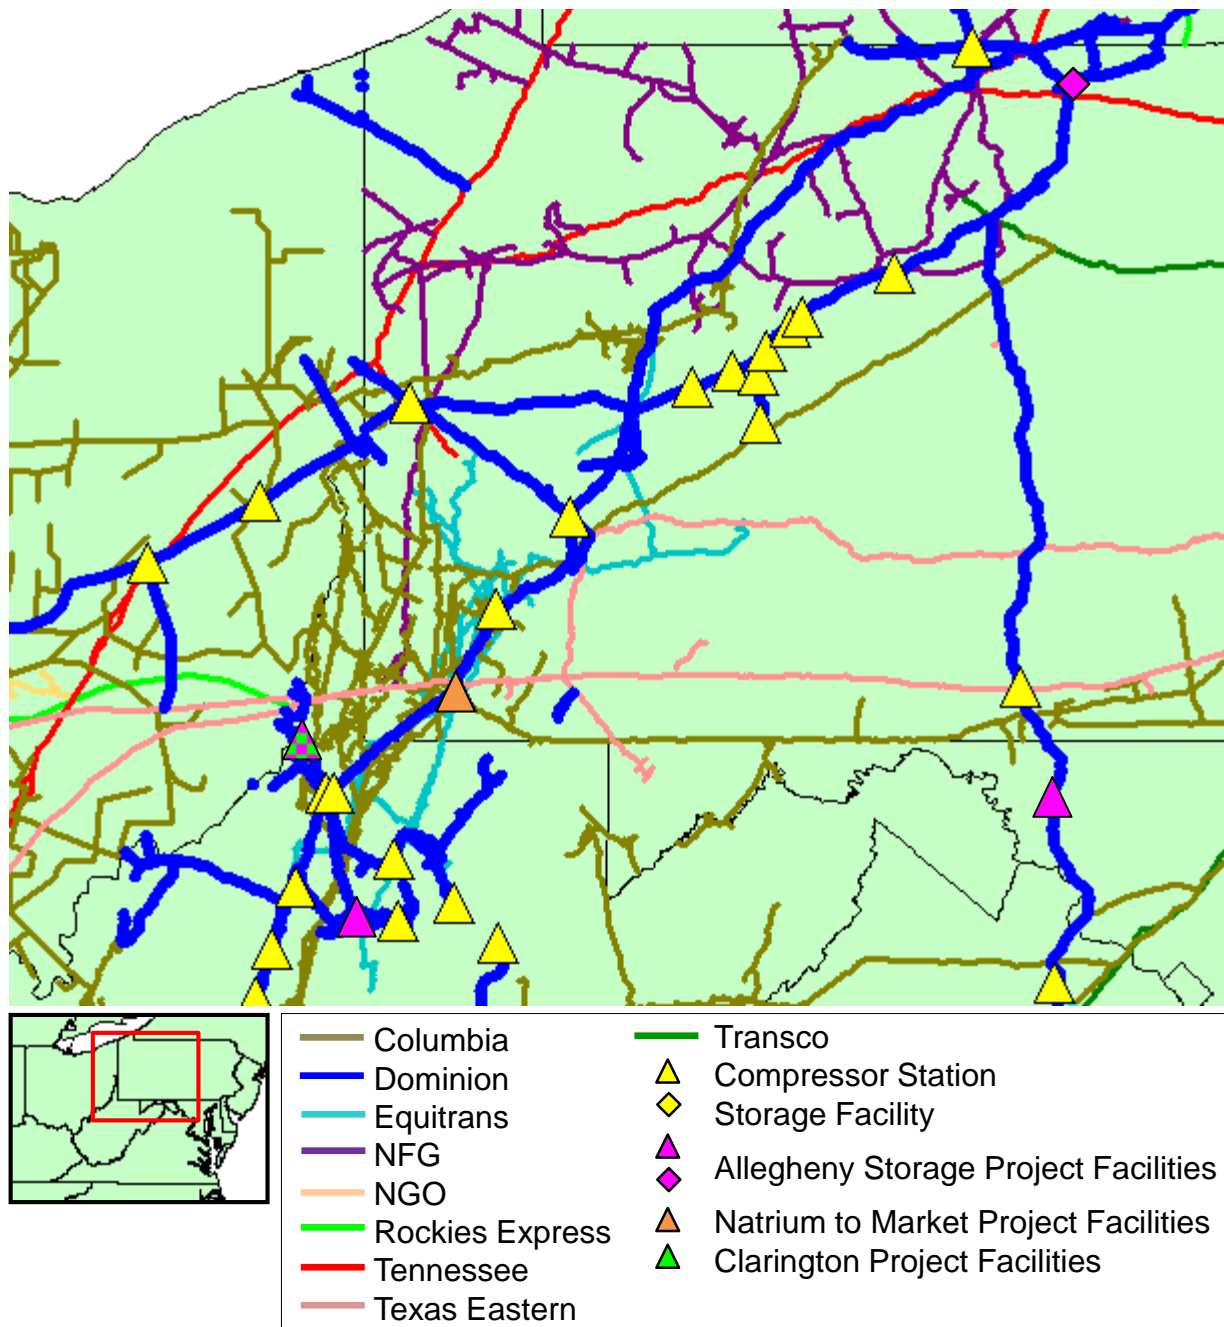 Columbia
Dominion
Equitrans
NFG
NGO
Rockies Express
Tennessee
Texas Eastern
Transco
Compressor Station
Storage Facility
Allegheny Storage Project Facilities
Natrium to Market Project Facilities
Clarington Project Facilities